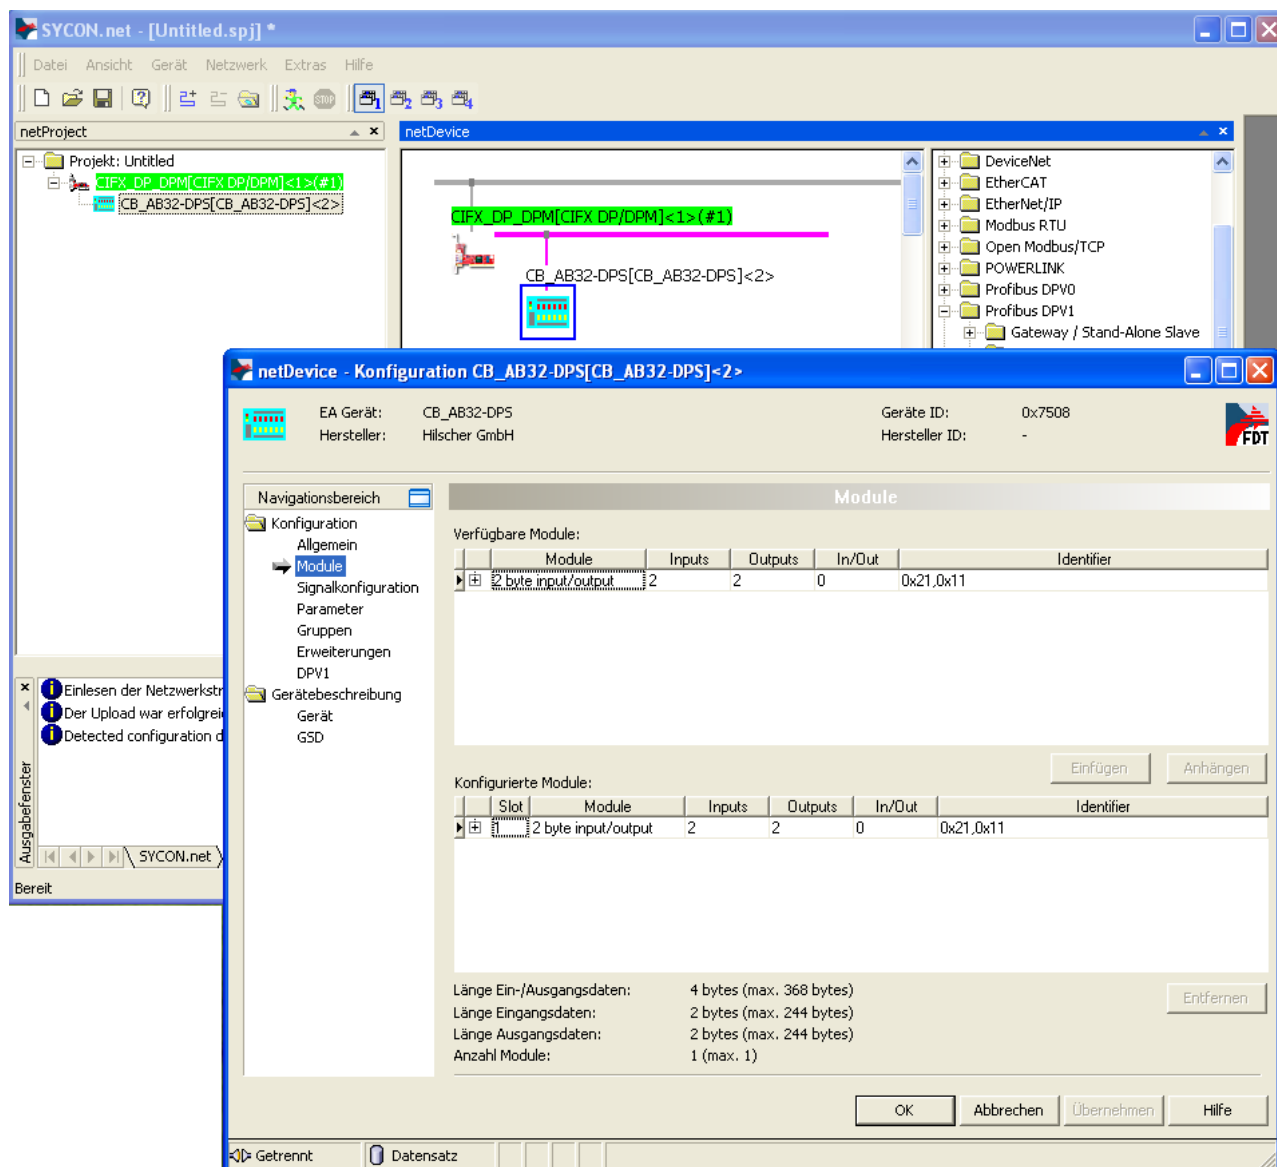 SYCON.net - [Untitled.spj] *
Datei Ansicht Gerät Netzwerk Extras Hilfe
STOP 1 2 3 4
netProject
Projekt: Untitled
CIFX_DP_DPM[CIFX DP/DPM]<1>(#1)
CB_AB32-DPS[CB_AB32-DPS]<2>
netDevice
CIFX_DP_DPM[CIFX DP/DPM]<1>(#1)
CB_AB32-DPS[CB_AB32-DPS]<2>
DeviceNet
EtherCAT
EtherNet/IP
Modbus RTU
Open Modbus/TCP
POWERLINK
Profibus DPV0
Profibus DPV1
Gateway / Stand-Alone Slave
Einlesen der Netzwerkstr
Der Upload war erfolgrei
Detected configuration d
Ausgabefenster
SYCON.net
Bereit
netDevice - Konfiguration CB_AB32-DPS[CB_AB32-DPS]<2>
EA Gerät: CB_AB32-DPS Geräte ID: 0x7508
Hersteller: Hilscher GmbH Hersteller ID: -
FDT
Navigationsbereich
Konfiguration
Allgemein
Module
Signalkonfiguration
Parameter
Gruppen
Erweiterungen
DPV1
Gerätebeschreibung
Gerät
GSD
Module
Verfügbare Module:
Module Inputs Outputs In/Out Identifier
2 byte input/output 2 2 0 0x21,0x11
Einfügen Anhängen
Konfigurierte Module:
Slot Module Inputs Outputs In/Out Identifier
1 2 byte input/output 2 2 0 0x21,0x11
Länge Ein-/Ausgangsdaten: 4 bytes (max. 368 bytes)
Entfernen
Länge Eingangsdaten: 2 bytes (max. 244 bytes)
Länge Ausgangsdaten: 2 bytes (max. 244 bytes)
Anzahl Module: 1 (max. 1)
OK Abbrechen Übernehmen Hilfe
Getrennt Datensatz